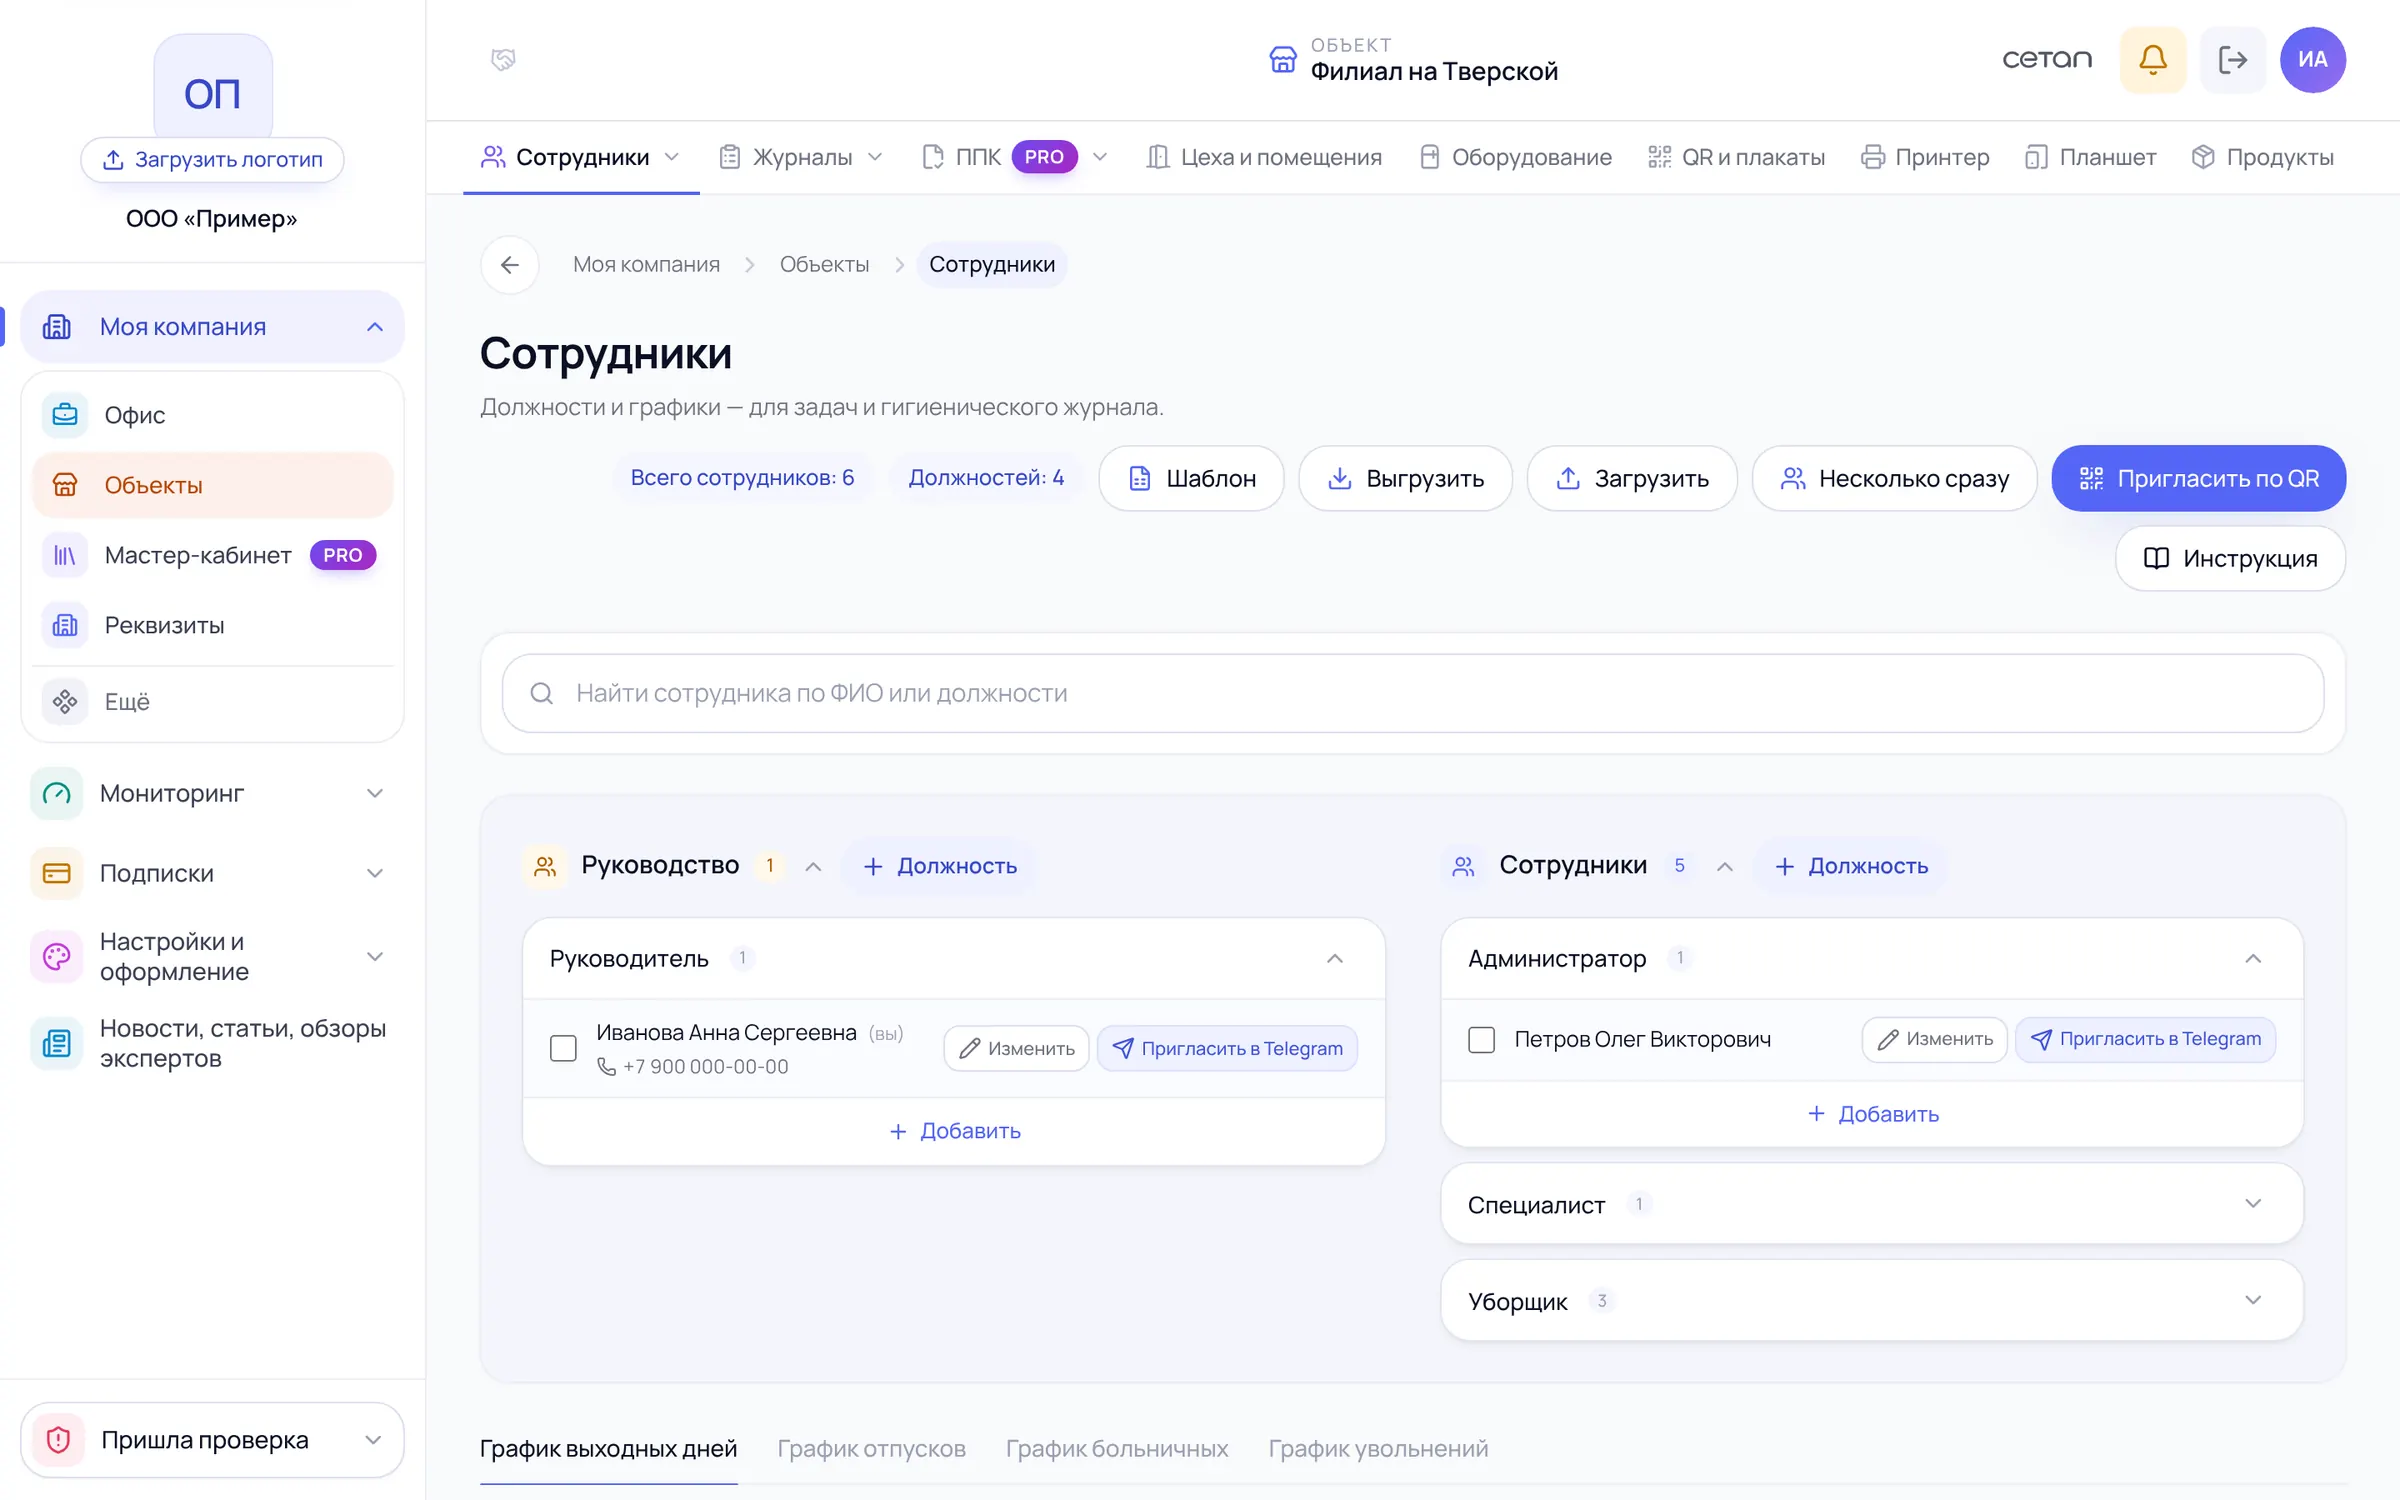 ОП
Загрузить логотип
ООО «Пример»
Моя компания
Офис
Объекты
Мастер-кабинет PRO
Реквизиты
Ещё
Мониторинг
Подписки
Настройки и
оформление
Новости, статьи, обзоры
экспертов
Пришла проверка
ОБЪЕКТ
Филиал на Тверской
сетап
ИА
Сотрудники
Журналы
ППК PRO
Цеха и помещения
Оборудование
QR и плакаты
Принтер
Планшет
Продукты
Моя компания
Объекты
Сотрудники
Сотрудники
Должности и графики — для задач и гигиенического журнала.
Всего сотрудников: 6
Должностей: 4
Шаблон
Выгрузить
Загрузить
Несколько сразу
Пригласить по QR
Инструкция
Найти сотрудника по ФИО или должности
Руководство 1
+ Должность
Руководитель 1
Иванова Анна Сергеевна (вы)
+7 900 000-00-00
Изменить
Пригласить в Telegram
+ Добавить
Сотрудники 5
+ Должность
Администратор 1
Петров Олег Викторович
Изменить
Пригласить в Telegram
+ Добавить
Специалист 1
Уборщик 3
График выходных дней
График отпусков
График больничных
График увольнений